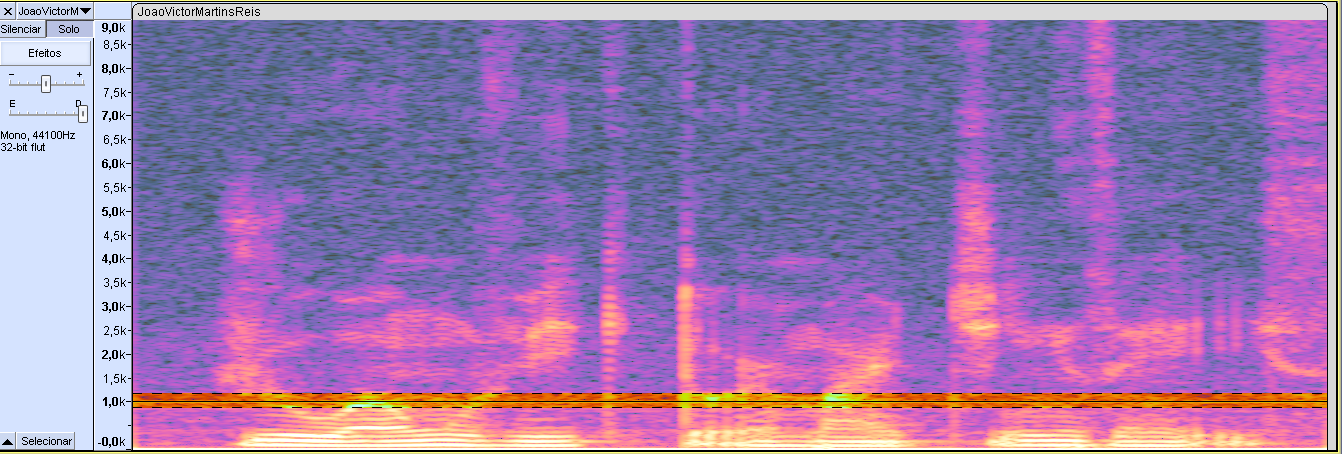 JoaoVictorM
JoaoVictorMartinsReis
Silenciar Solo
Efeitos
- +
E D
Mono, 44100Hz
32-bit flut
Selecionar
9,0k
8,5k
8,0k
7,5k
7,0k
6,5k
6,0k
5,5k
5,0k
4,5k
4,0k
3,5k
3,0k
2,5k
2,0k
1,5k
1,0k
-0,0k